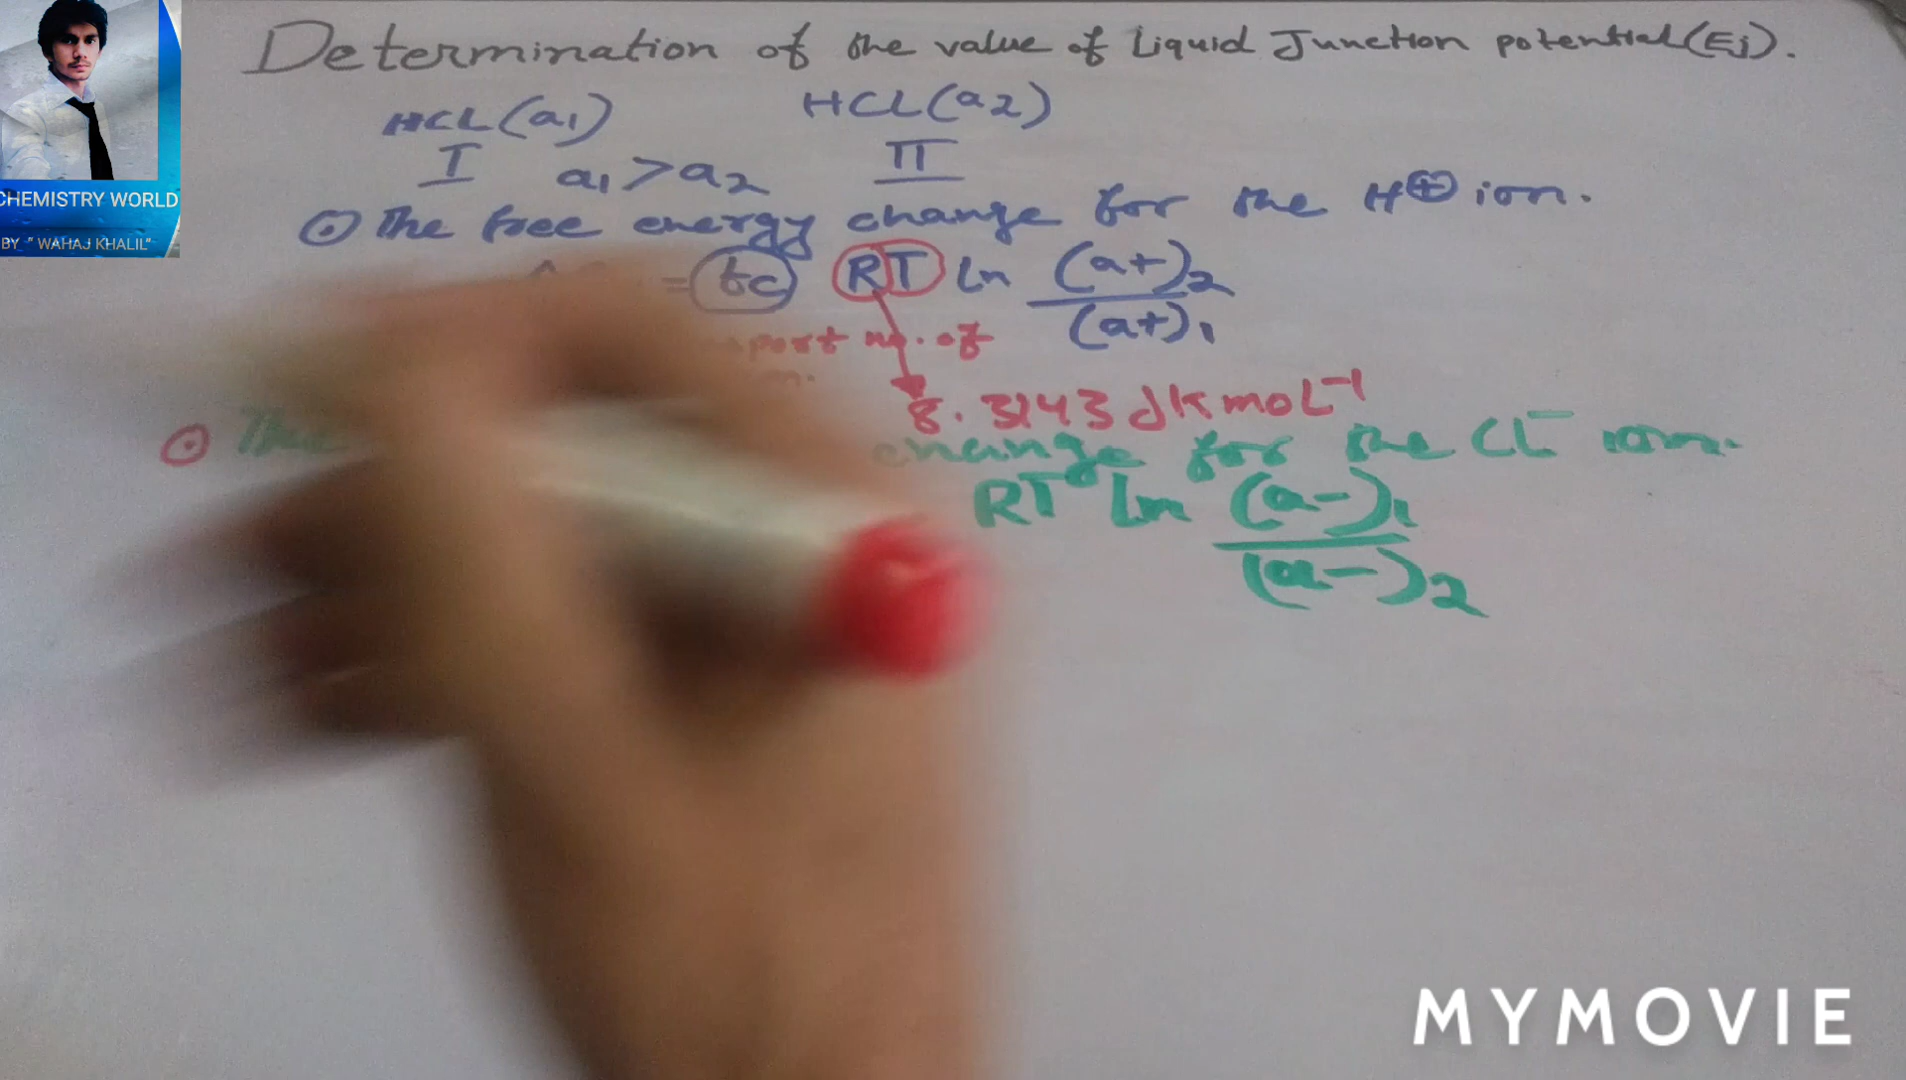 Determination of the value of Liquid Junction potential (Ej).
HCL(a1) HCL(a2)
I a1 > a2 II
⊙ The free energy change for the H⊕ ion.
= tc RT ln (a+)2
(a+)1
port no. of
8.3143 JK mol-1
change for the Cl- ion.
RT ln (a-)1
(a-)2
CHEMISTRY WORLD
BY "WAHAJ KHALIL"
MYMOVIE